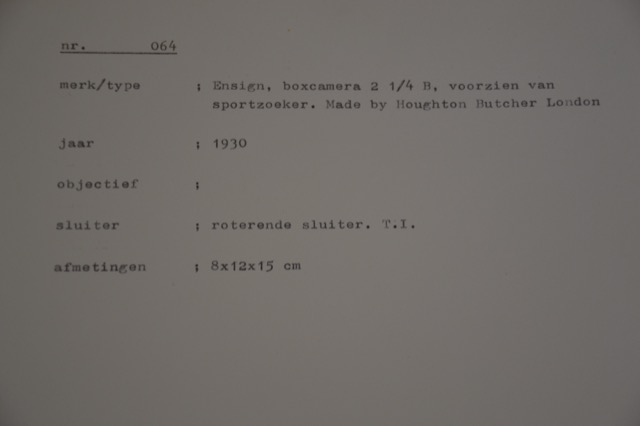 nr. 064
merk/type ; Ensign, boxcamera 2 1/4 B, voorzien van
sportzoeker. Made by Houghton Butcher London
jaar ; 1930
objectief ;
sluiter ; roterende sluiter. T.I.
afmetingen ; 8x12x15 cm